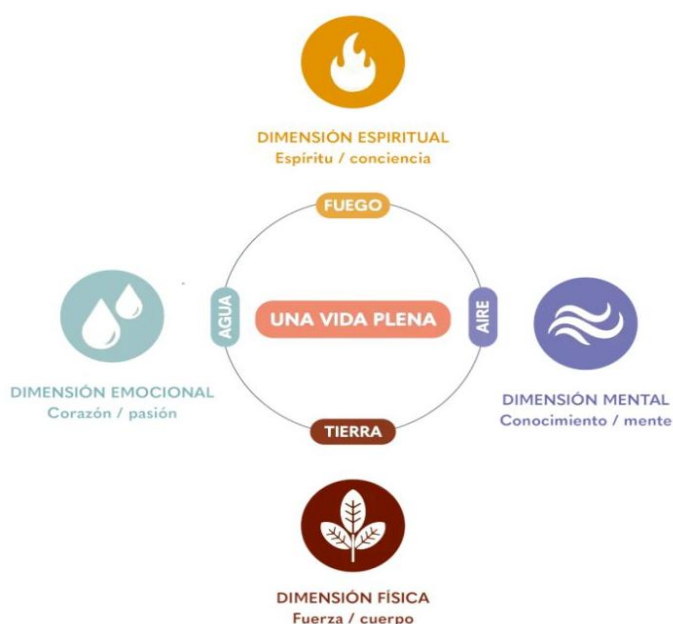 DIMENSIÓN ESPIRITUAL
Espíritu / conciencia
FUEGO
AGUA
UNA VIDA PLENA
AIRE
DIMENSIÓN EMOCIONAL
Corazón / pasión
DIMENSIÓN MENTAL
Conocimiento / mente
TIERRA
DIMENSIÓN FÍSICA
Fuerza / cuerpo